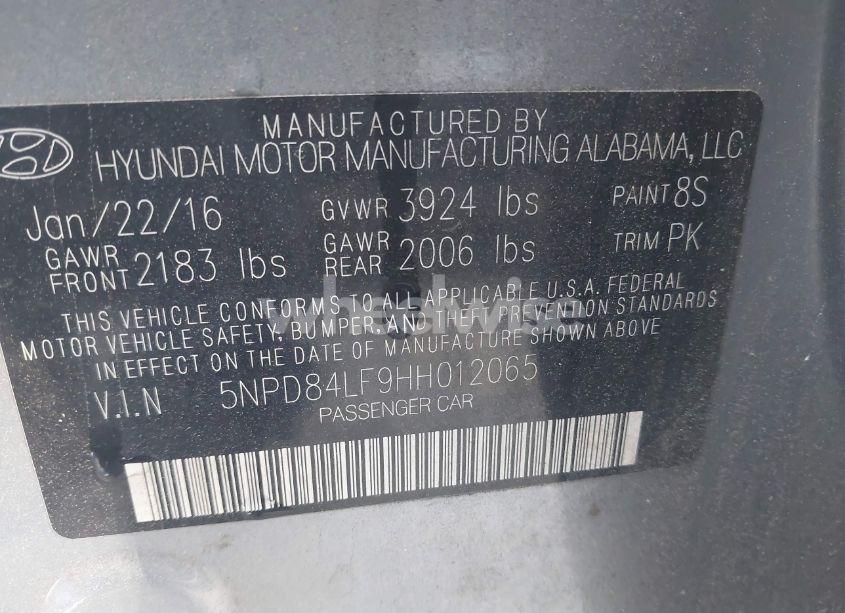 MANUFACTURED BY
HYUNDAI MOTOR MANUFACTURING ALABAMA, LLC
Jan/22/16 GVWR 3924 lbs PAINT 8S
GAWR FRONT 2183 lbs GAWR REAR 2006 lbs TRIM PK
THIS VEHICLE CONFORMS TO ALL APPLICABLE U.S.A. FEDERAL
MOTOR VEHICLE SAFETY, BUMPER, AND THEFT PREVENTION STANDARDS
IN EFFECT ON THE DATE OF MANUFACTURE SHOWN ABOVE
V.I.N 5NPD84LF9HH012065
PASSENGER CAR
wheelwise